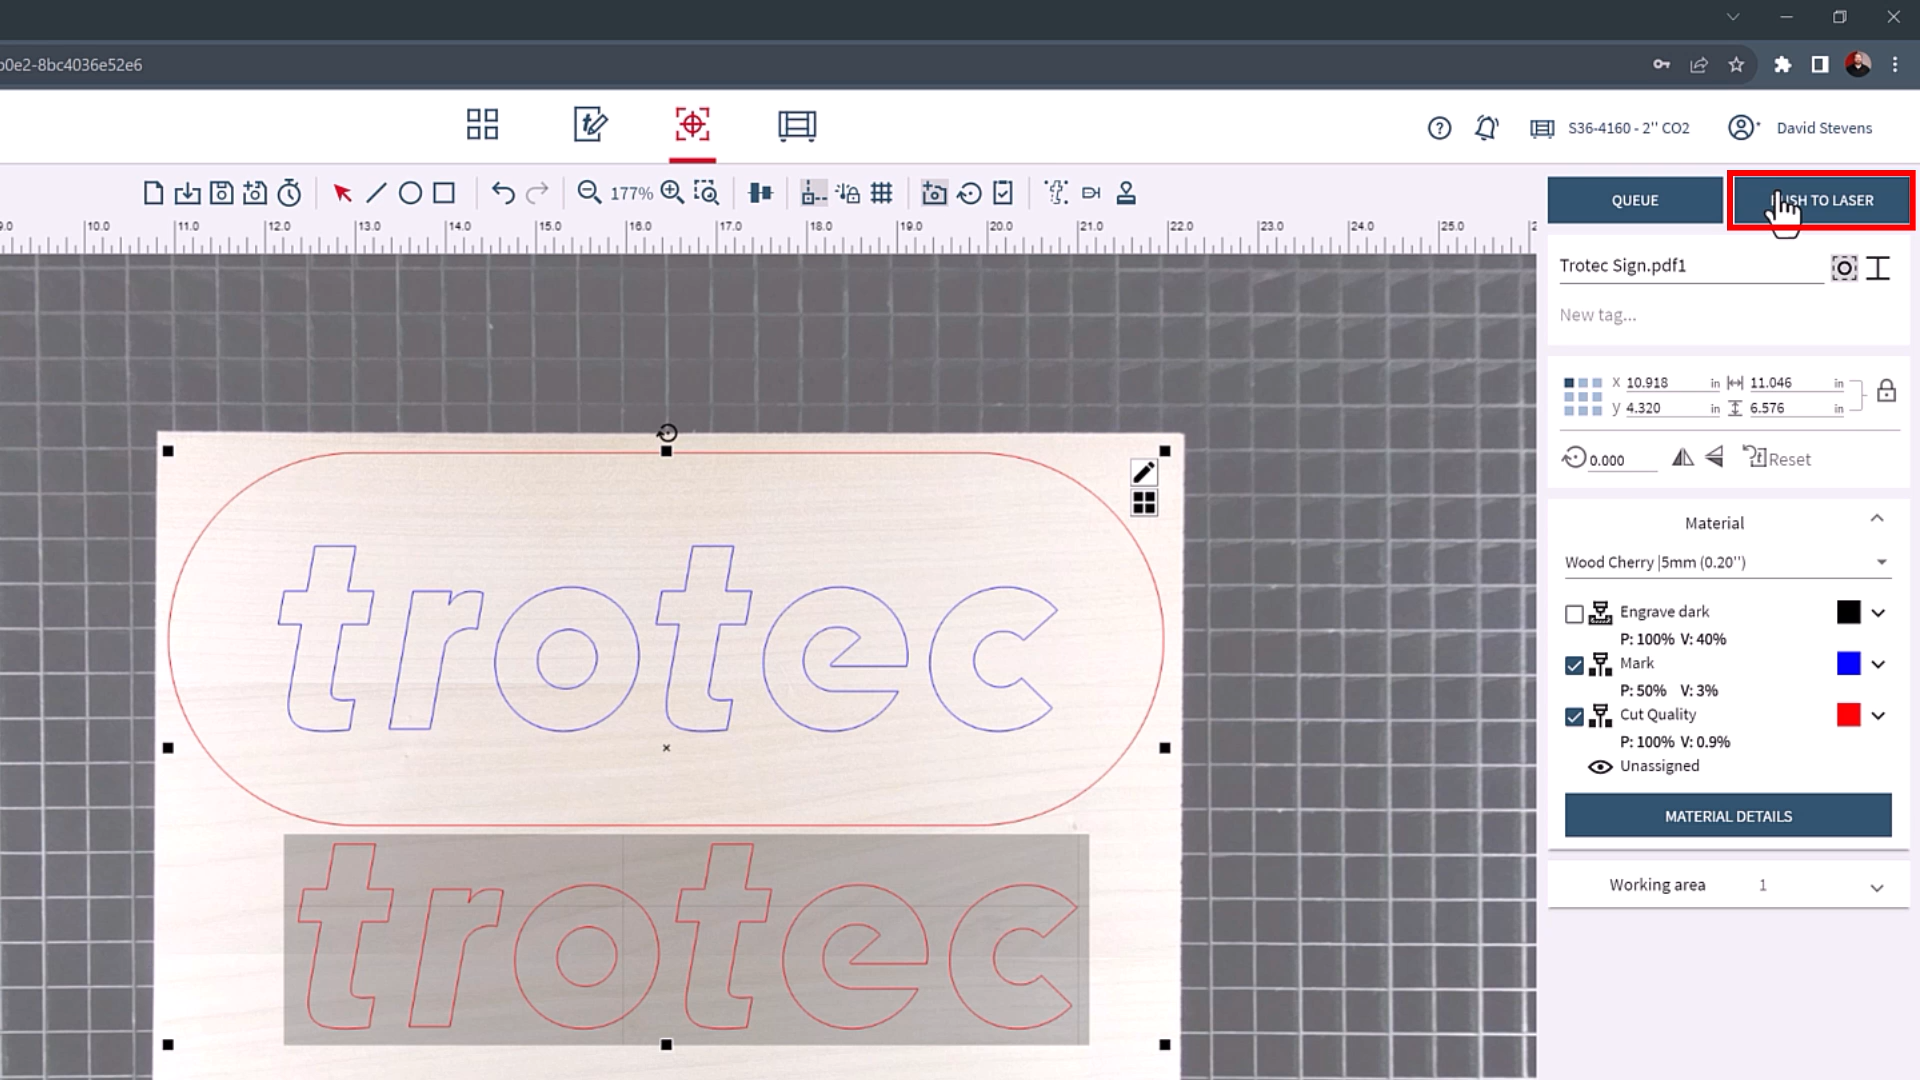 b0e2-8bc4036e52e6
S36-4160 - 2'' CO2
David Stevens
177%
QUEUE
TO LASER
9.0 10.0 11.0 12.0 13.0 14.0 15.0 16.0 17.0 18.0 19.0 20.0 21.0 22.0 23.0 24.0 25.0 2
Trotec Sign.pdf1
New tag...
x 10.918 in 11.046 in
y 4.320 in 6.576 in
0.000 Reset
Material
Wood Cherry |5mm (0.20'')
Engrave dark
P: 100% V: 40%
Mark
P: 50% V: 3%
Cut Quality
P: 100% V: 0.9%
Unassigned
MATERIAL DETAILS
Working area 1
trotec
trotec